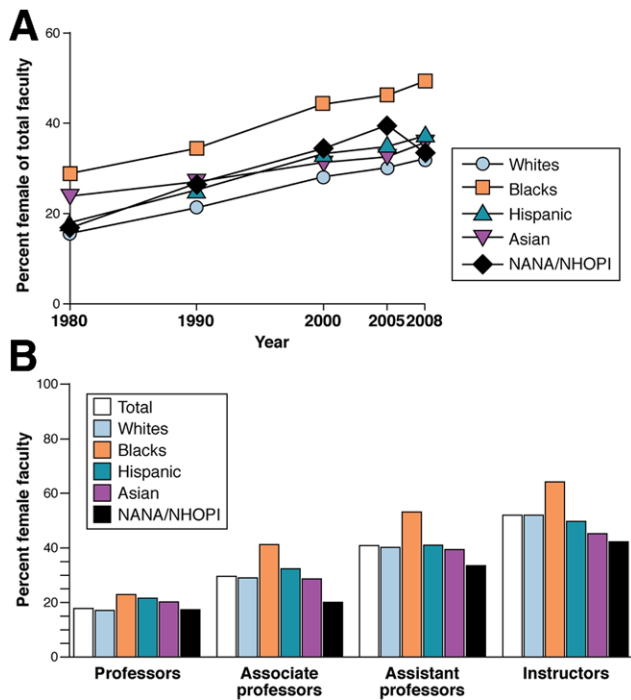 A
Percent female of total faculty
60
40
20
0
1980
1990
2000
2005
2008
Year
Whites
Blacks
Hispanic
Asian
NANA/NHOPI
B
Percent female faculty
100
80
60
40
20
0
Total
Whites
Blacks
Hispanic
Asian
NANA/NHOPI
Professors
Associate
professors
Assistant
professors
Instructors